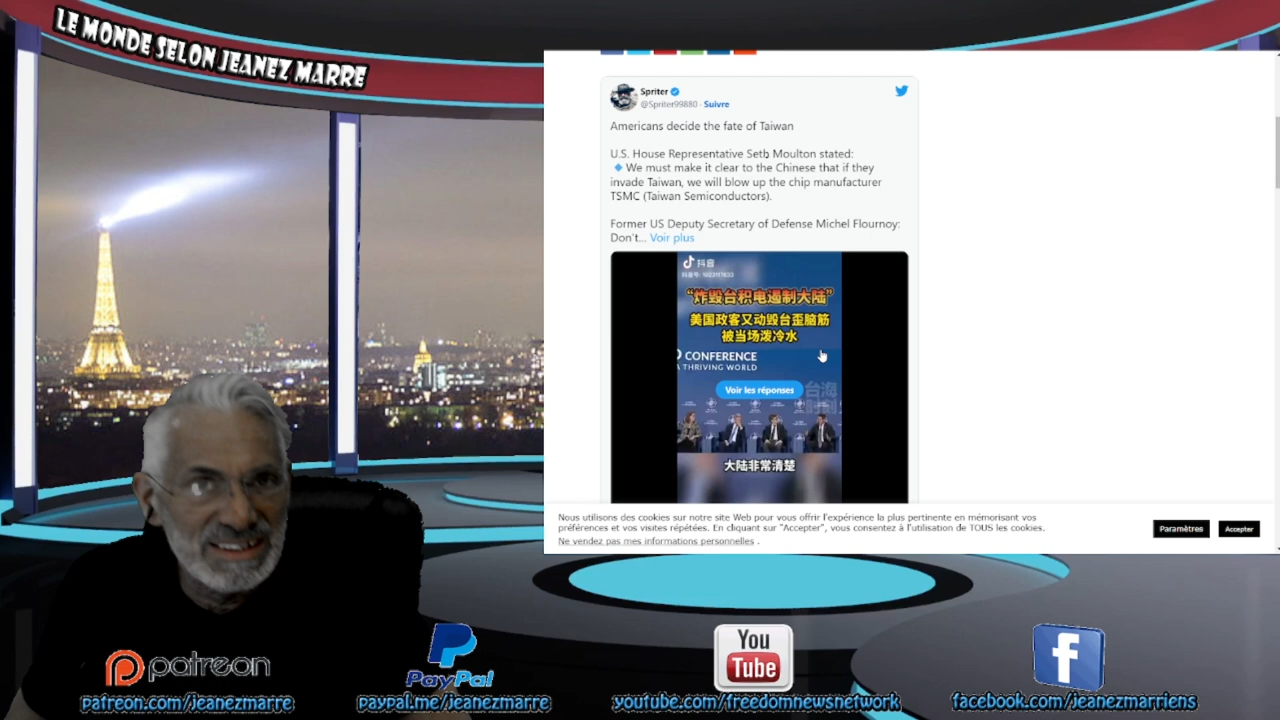 LE MONDE SELON JEANEZ MARRE
Spriter
@Spriter99880 · Suivre
Americans decide the fate of Taiwan
U.S. House Representative Seth Moulton stated:
🔹We must make it clear to the Chinese that if they
invade Taiwan, we will blow up the chip manufacturer
TSMC (Taiwan Semiconductors).
Former US Deputy Secretary of Defense Michel Flournoy:
Don't... Voir plus
抖音
“炸毁台积电遏制大陆”
美国政客又动毁台歪脑筋
被当场泼冷水
CONFERENCE
A THRIVING WORLD
Voir les réponses
台海
大陆非常清楚
Nous utilisons des cookies sur notre site Web pour vous offrir l'expérience la plus pertinente en mémorisant vos
préférences et vos visites répétées. En cliquant sur "Accepter", vous consentez à l'utilisation de TOUS les cookies.
Ne vendez pas mes informations personnelles .
Paramètres
Accepter
patreon
PayPal
You
Tube
f
patreon.com/jeanezmarre
paypal.me/jeanezmarre
youtube.com/freedomnewsnetwork
facebook.com/jeanezmarriens